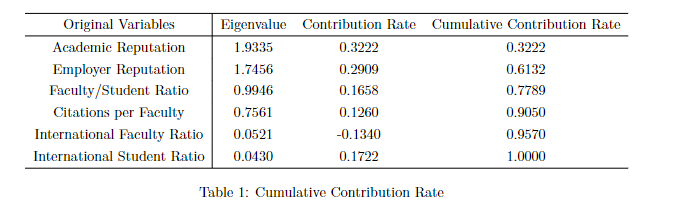 Original Variables Eigenvalue Contribution Rate Cumulative Contribution Rate
Academic Reputation 1.9335 0.3222 0.3222
Employer Reputation 1.7456 0.2909 0.6132
Faculty/Student Ratio 0.9946 0.1658 0.7789
Citations per Faculty 0.7561 0.1260 0.9050
International Faculty Ratio 0.0521 -0.1340 0.9570
International Student Ratio 0.0430 0.1722 1.0000
Table 1: Cumulative Contribution Rate